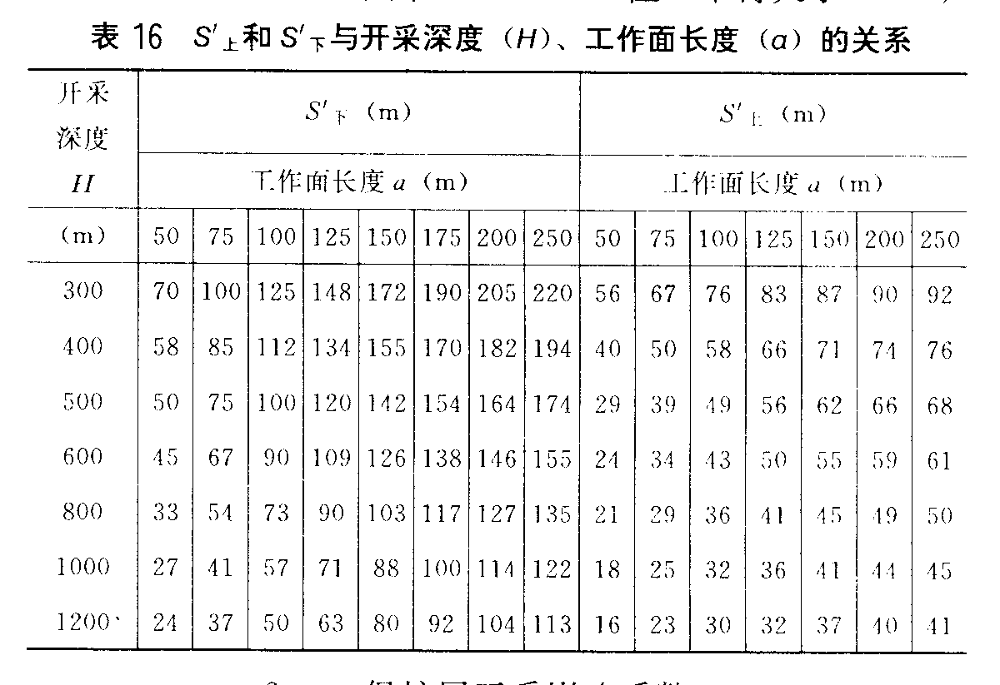 表 16 S′上和 S′下与开采深度（H）、工作面长度（a）的关系
开采 S′下（m） S′上（m）
深度
H 工作面长度 a（m） 工作面长度 a（m）
（m） 50 75 100 125 150 175 200 250 50 75 100 125 150 200 250
300 70 100 125 148 172 190 205 220 56 67 76 83 87 90 92
400 58 85 112 134 155 170 182 194 40 50 58 66 71 74 76
500 50 75 100 120 142 154 164 174 29 39 49 56 62 66 68
600 45 67 90 109 126 138 146 155 24 34 43 50 55 59 61
800 33 54 73 90 103 117 127 135 21 29 36 41 45 49 50
1000 27 41 57 71 88 100 114 122 18 25 32 36 41 44 45
1200 24 37 50 63 80 92 104 113 16 23 30 32 37 40 41